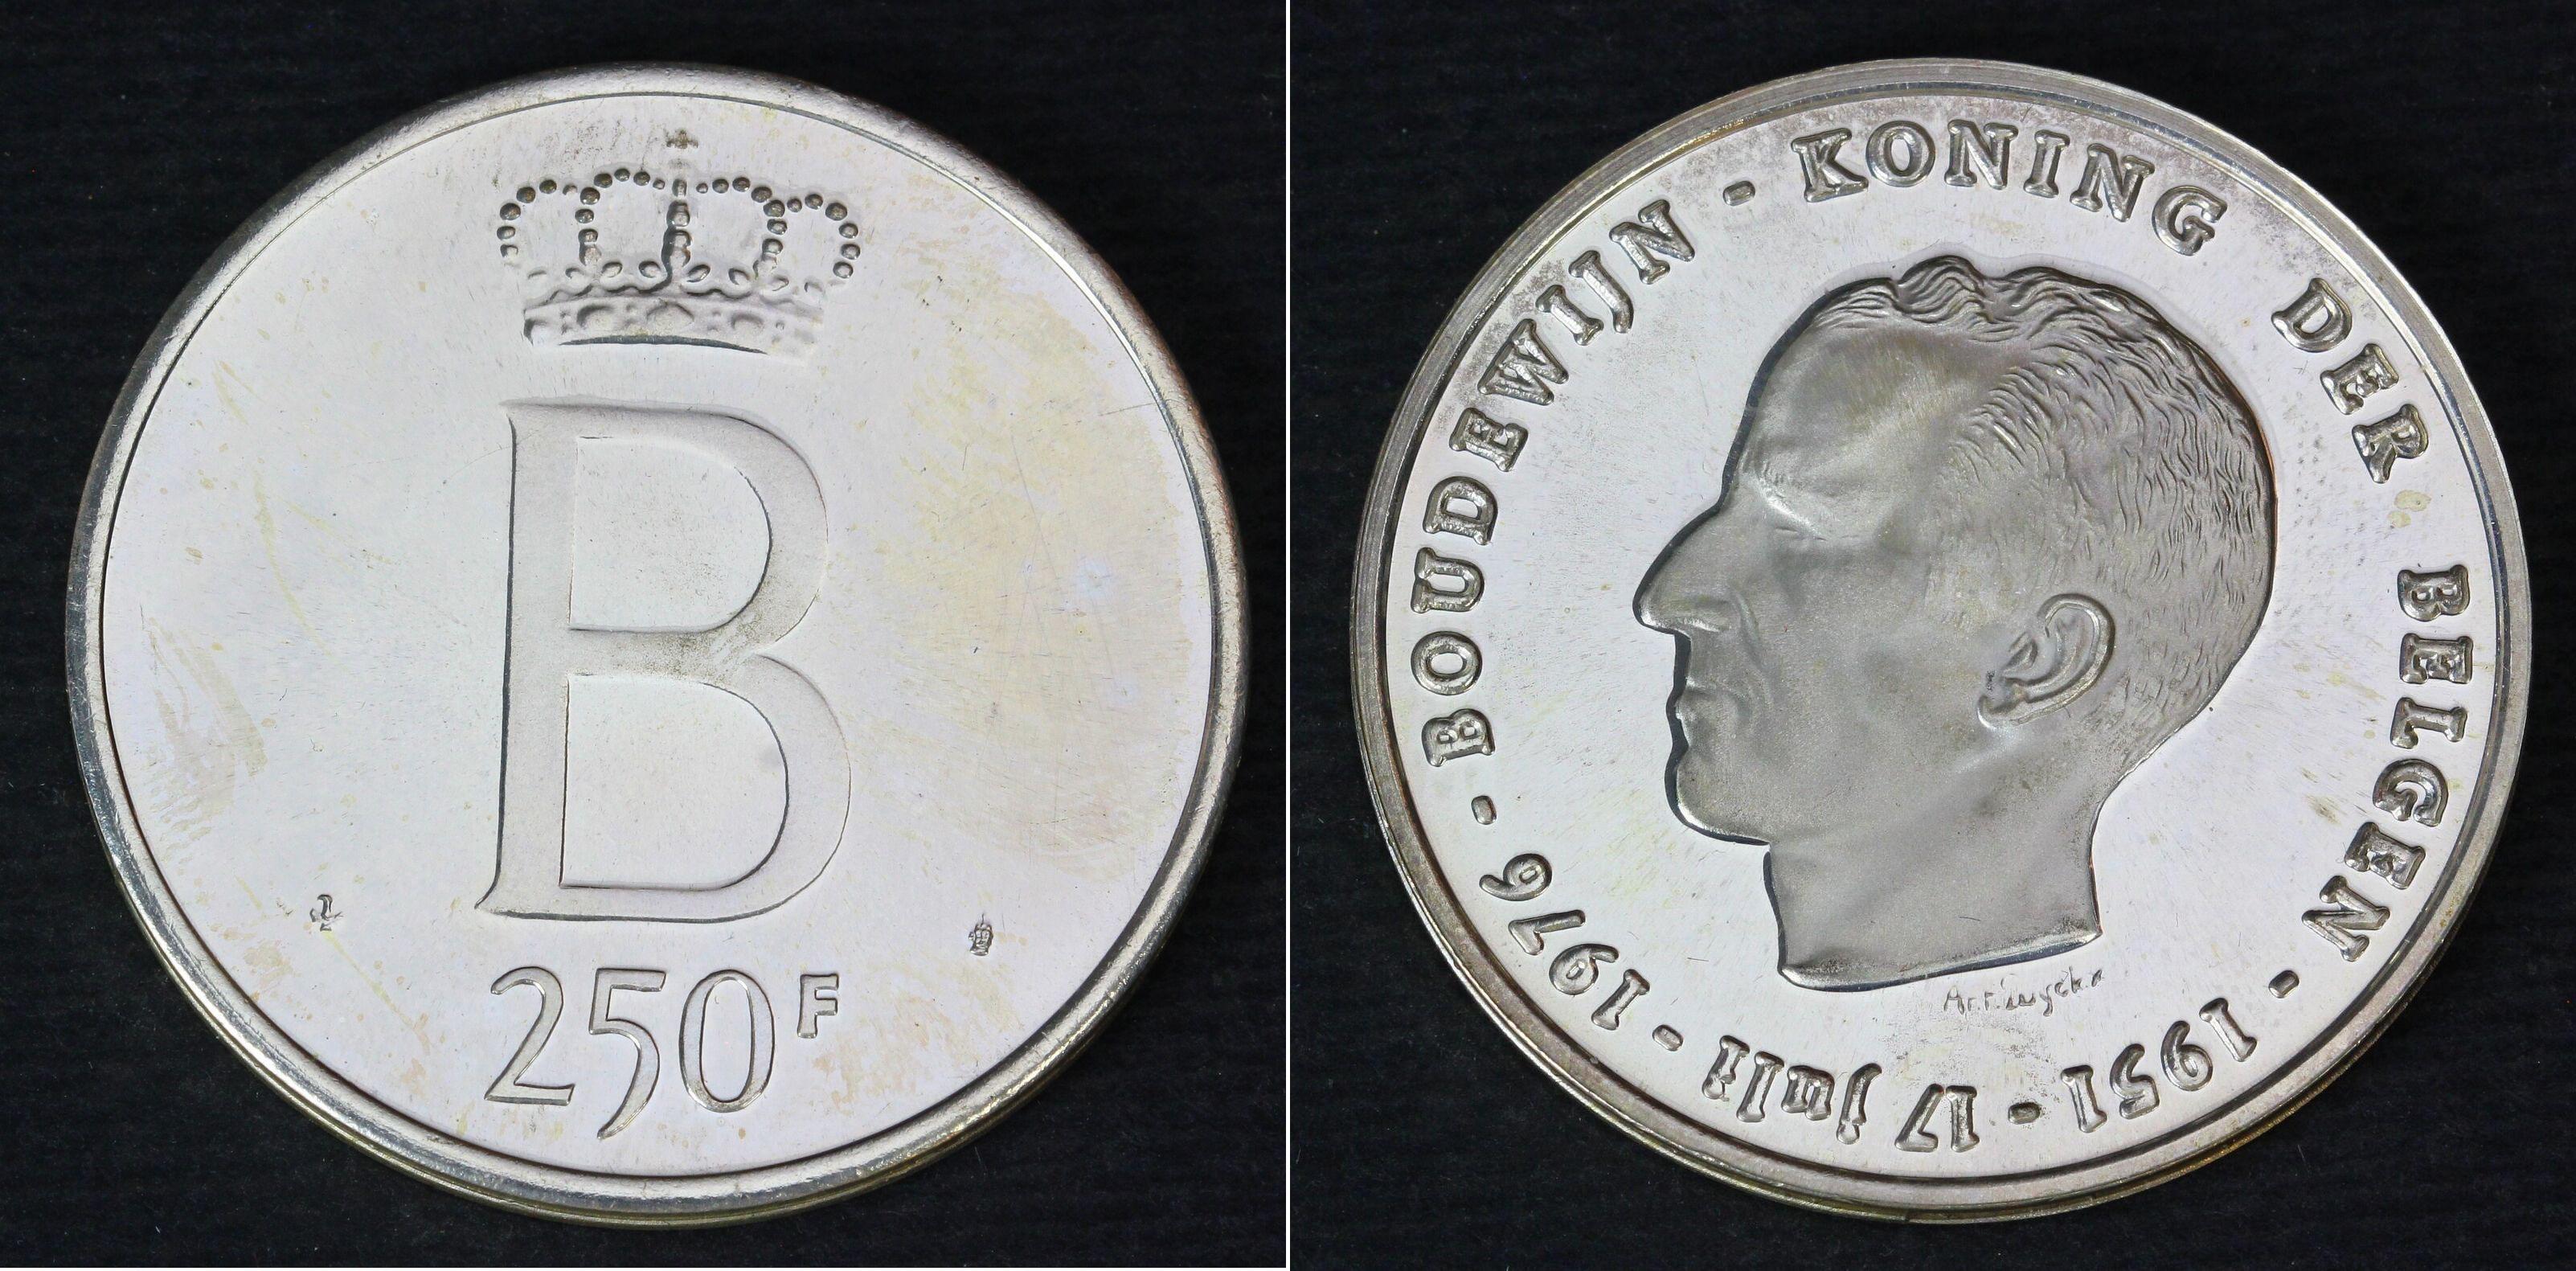 B
250F
BOUDEWIJN - KONING DER BELGEN - 1951 - 17 juli - 1976 -